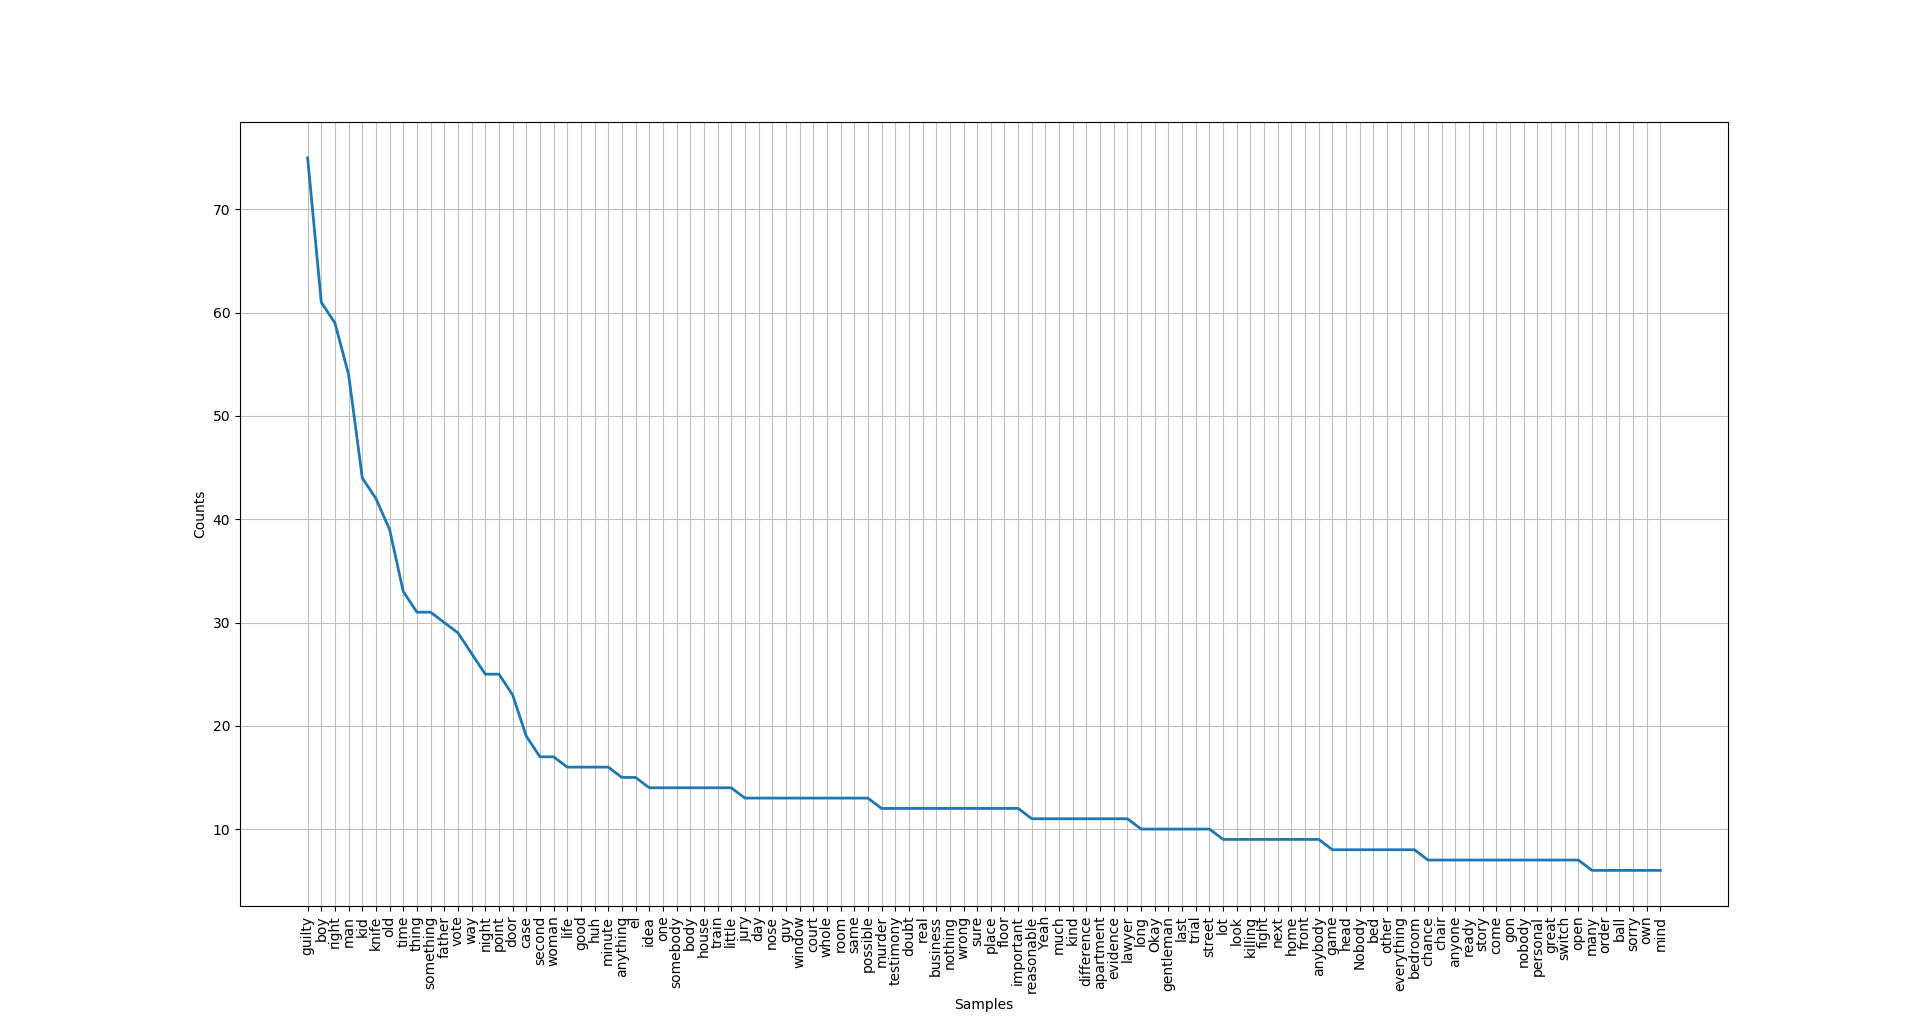 70
60
50
40
30
20
10
Counts
guilty
boy
right
man
kid
knife
old
time
thing
something
father
vote
way
night
point
door
case
second
woman
life
good
huh
minute
anything
el
idea
one
somebody
body
house
train
little
jury
day
nose
guy
window
court
whole
room
same
possible
murder
testimony
doubt
real
business
nothing
wrong
sure
place
floor
important
reasonable
Yeah
much
kind
difference
apartment
evidence
lawyer
long
Okay
gentleman
last
trial
street
lot
look
killing
fight
next
home
front
anybody
game
head
Nobody
bed
other
everything
bedroom
chance
chair
anyone
ready
story
come
gon
nobody
personal
great
switch
open
many
order
ball
sorry
own
mind
Samples